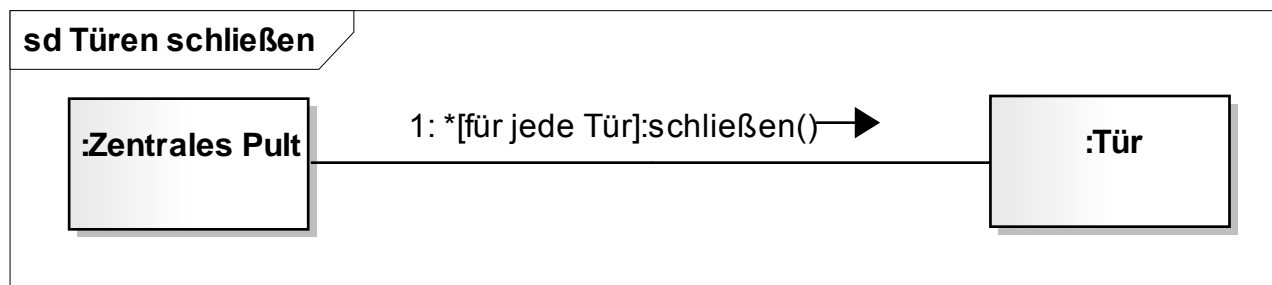 sd Türen schließen
:Zentrales Pult
1: *[für jede Tür]:schließen()
:Tür